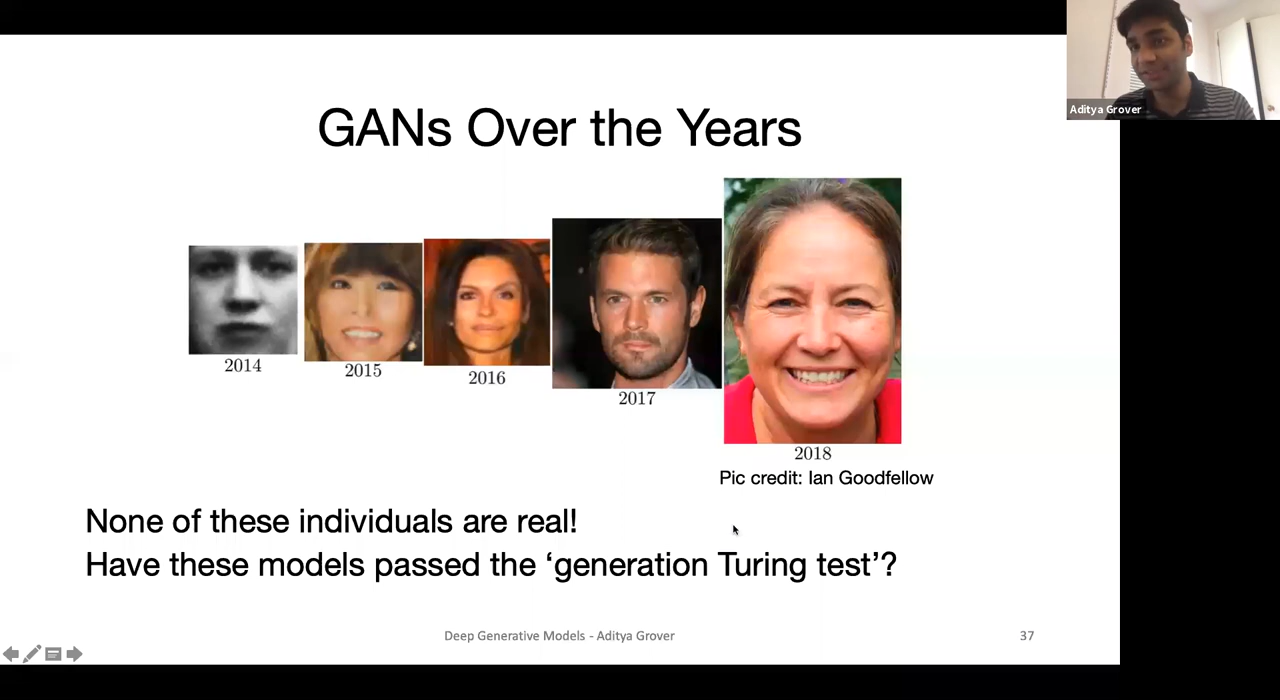 Aditya Grover
GANs Over the Years
2014
2015
2016
2017
2018
Pic credit: Ian Goodfellow
None of these individuals are real!
Have these models passed the ‘generation Turing test’?
Deep Generative Models - Aditya Grover
37